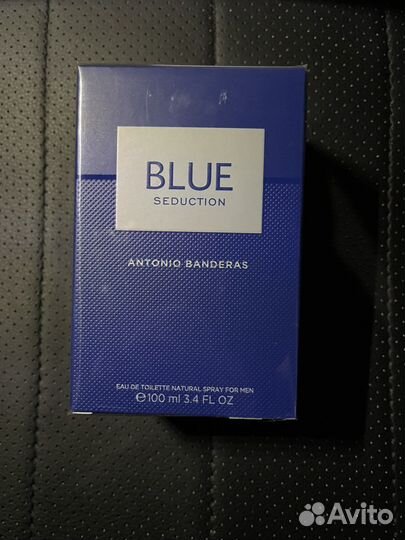 BLUE
SEDUCTION
ANTONIO BANDERAS
EAU DE TOILETTE NATURAL SPRAY FOR MEN
℮100 ml 3.4 FL OZ
Avito